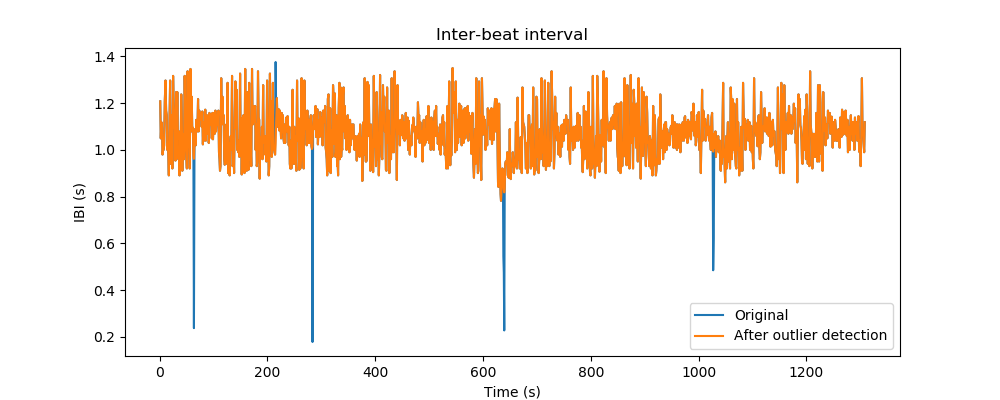 Inter-beat interval
1.4
1.2
1.0
0.8
0.6
0.4
0.2
IBI (s)
Original
After outlier detection
0 200 400 600 800 1000 1200
Time (s)